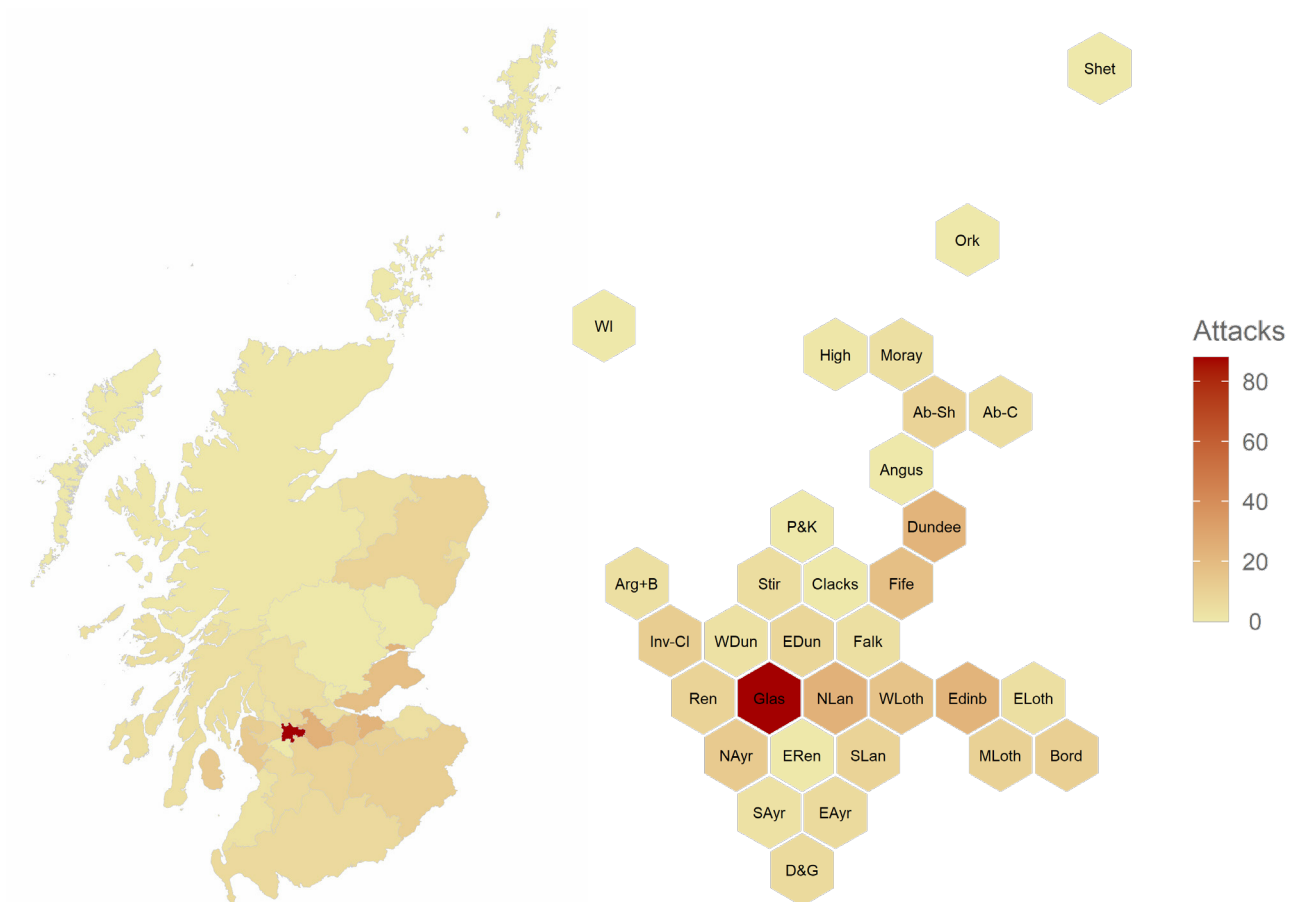 Shet
Ork
WI
High Moray
Ab-Sh Ab-C
Angus
P&K Dundee
Arg+B Stir Clacks Fife
Inv-Cl WDun EDun Falk
Ren Glas NLan WLoth Edinb ELoth
NAyr ERen SLan MLoth Bord
SAyr EAyr
D&G
Attacks
80
60
40
20
0